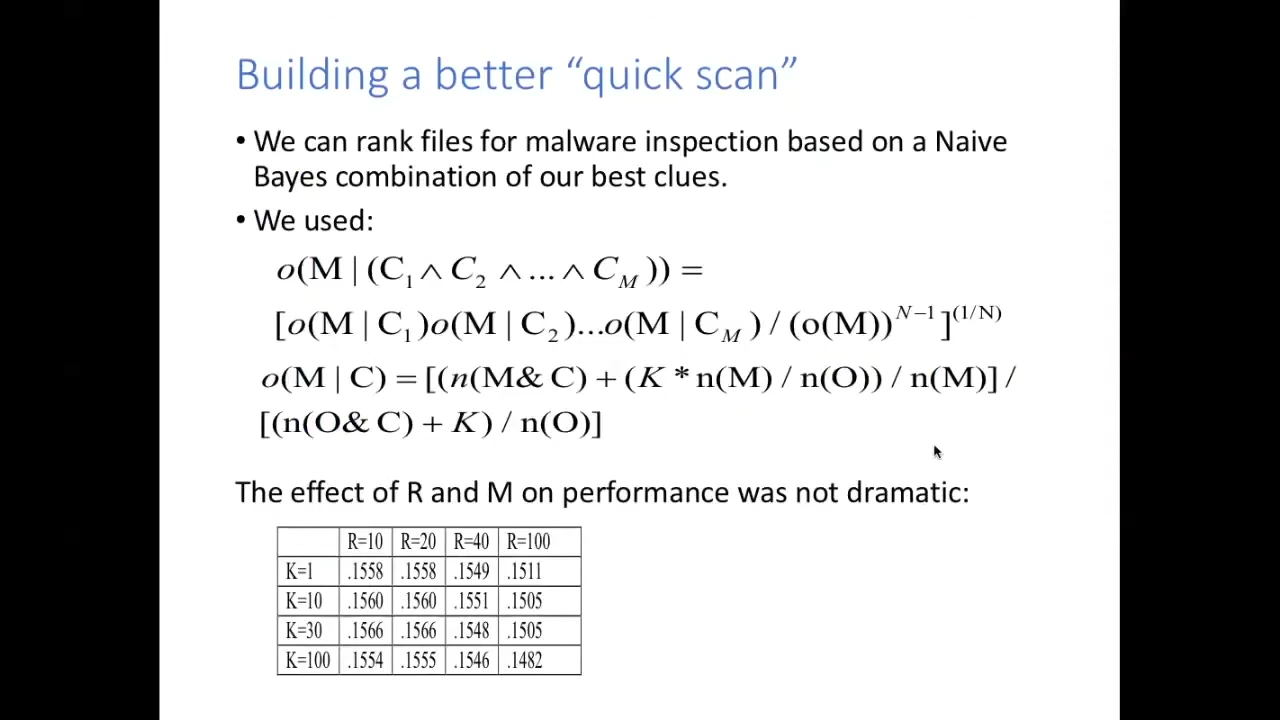 Building a better “quick scan”
• We can rank files for malware inspection based on a Naive
Bayes combination of our best clues.
• We used:
o(M | (C₁ ∧ C₂ ∧ ... ∧ C_M)) =
[o(M | C₁)o(M | C₂)...o(M | C_M) / (o(M))^(N−1)]^(1/N)
o(M | C) = [(n(M& C) + (K * n(M) / n(O)) / n(M)] /
[(n(O& C) + K) / n(O)]
The effect of R and M on performance was not dramatic:
R=10 R=20 R=40 R=100
K=1 .1558 .1558 .1549 .1511
K=10 .1560 .1560 .1551 .1505
K=30 .1566 .1566 .1548 .1505
K=100 .1554 .1555 .1546 .1482